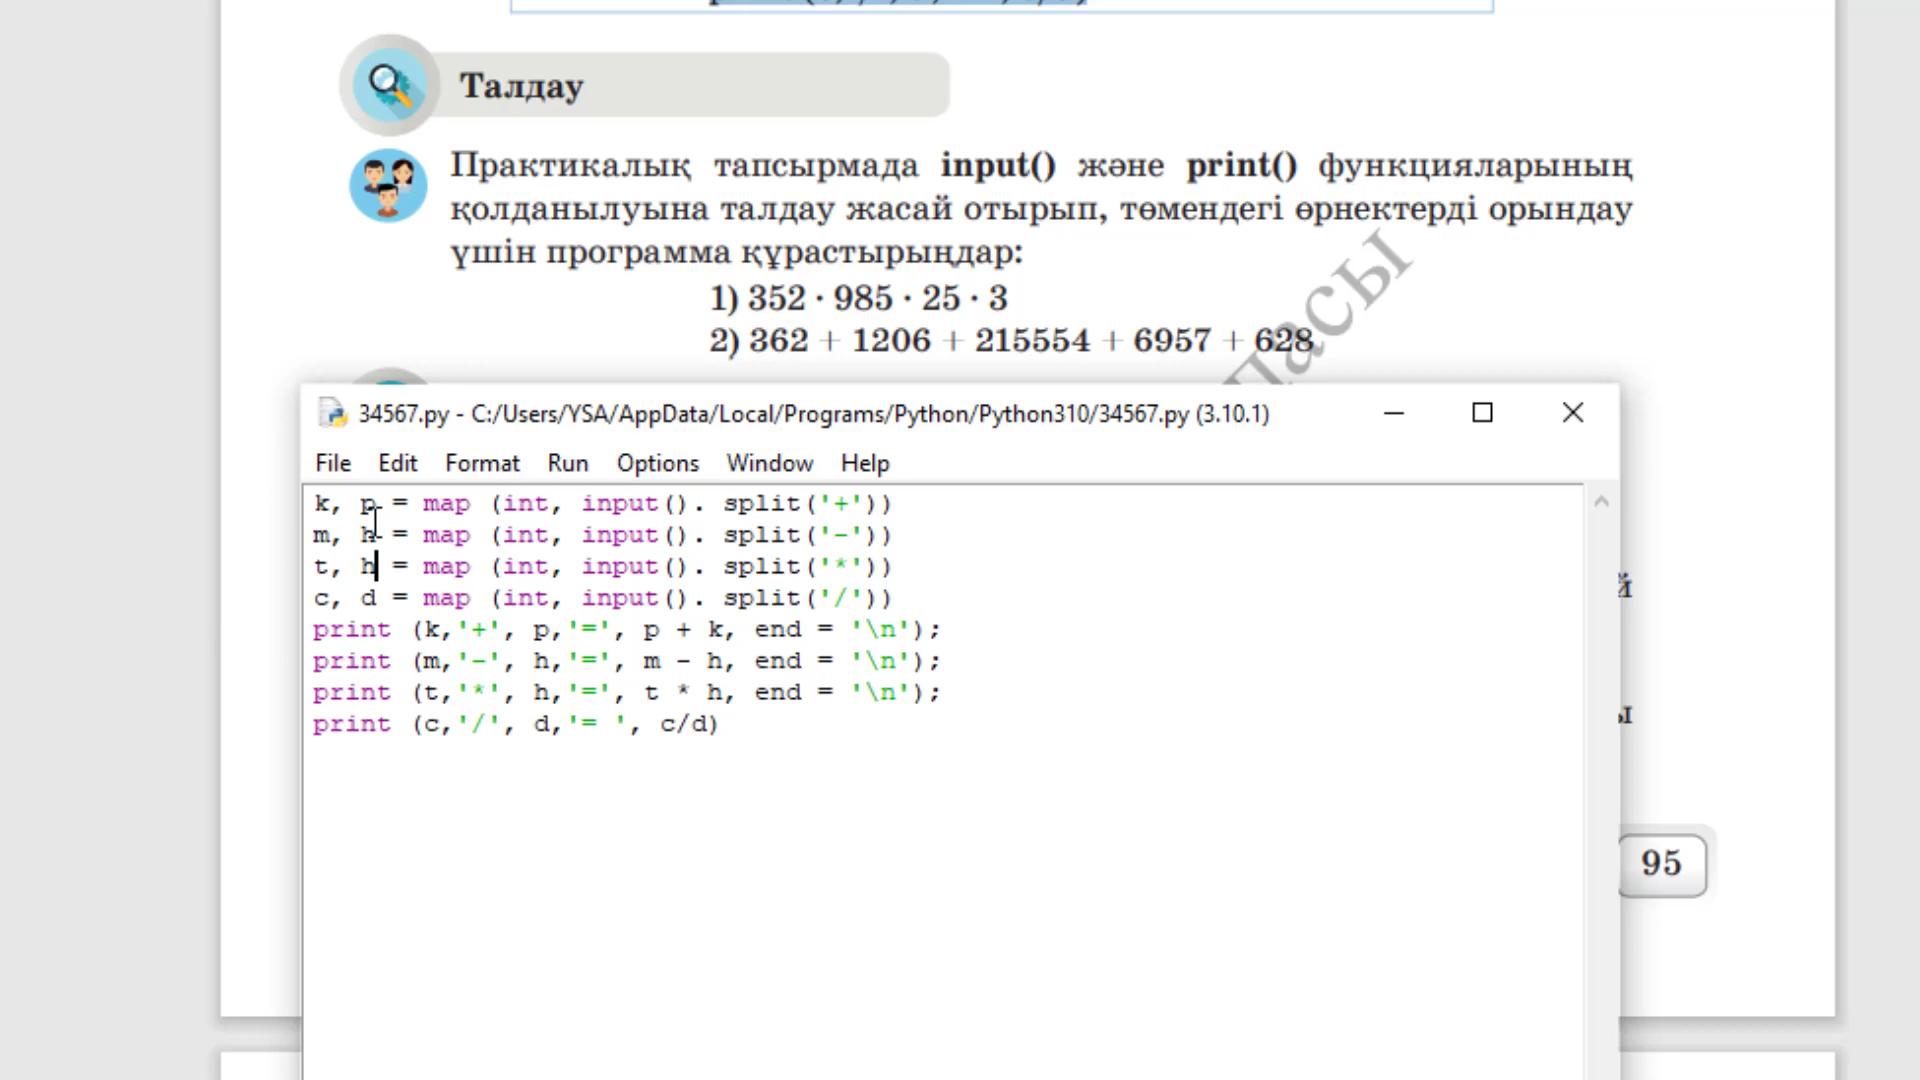 Талдау
Практикалық тапсырмада input() және print() функцияларының
қолданылуына талдау жасай отырып, төмендегі өрнектерді орындау
үшін программа құрастырыңдар:
1) 352 · 985 · 25 · 3
2) 362 + 1206 + 215554 + 6957 + 628
пасы
34567.py - C:/Users/YSA/AppData/Local/Programs/Python/Python310/34567.py (3.10.1)
File Edit Format Run Options Window Help
k, p = map (int, input(). split('+'))
m, h = map (int, input(). split('-'))
t, h = map (int, input(). split('*'))
c, d = map (int, input(). split('/'))
print (k,'+', p,'=', p + k, end = '\n');
print (m,'-', h,'=', m - h, end = '\n');
print (t,'*', h,'=', t * h, end = '\n');
print (c,'/', d,'= ', c/d)
й
ы
95